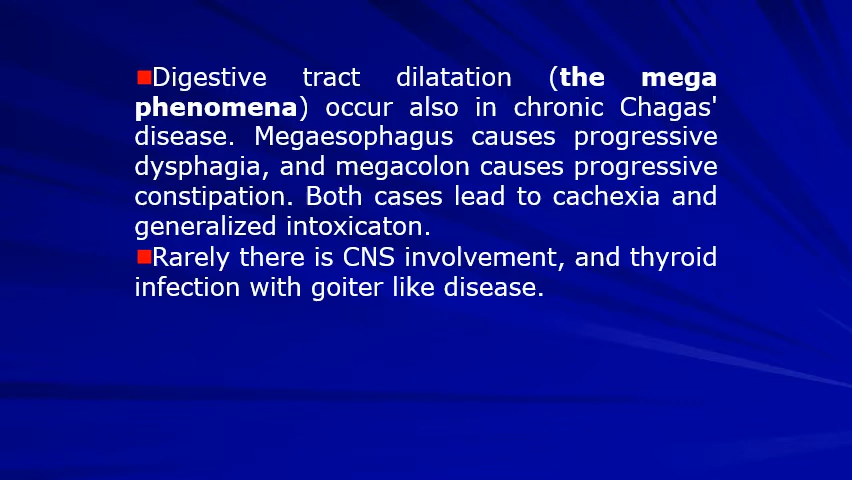 ■Digestive tract dilatation (the mega
phenomena) occur also in chronic Chagas'
disease. Megaesophagus causes progressive
dysphagia, and megacolon causes progressive
constipation. Both cases lead to cachexia and
generalized intoxicaton.
■Rarely there is CNS involvement, and thyroid
infection with goiter like disease.